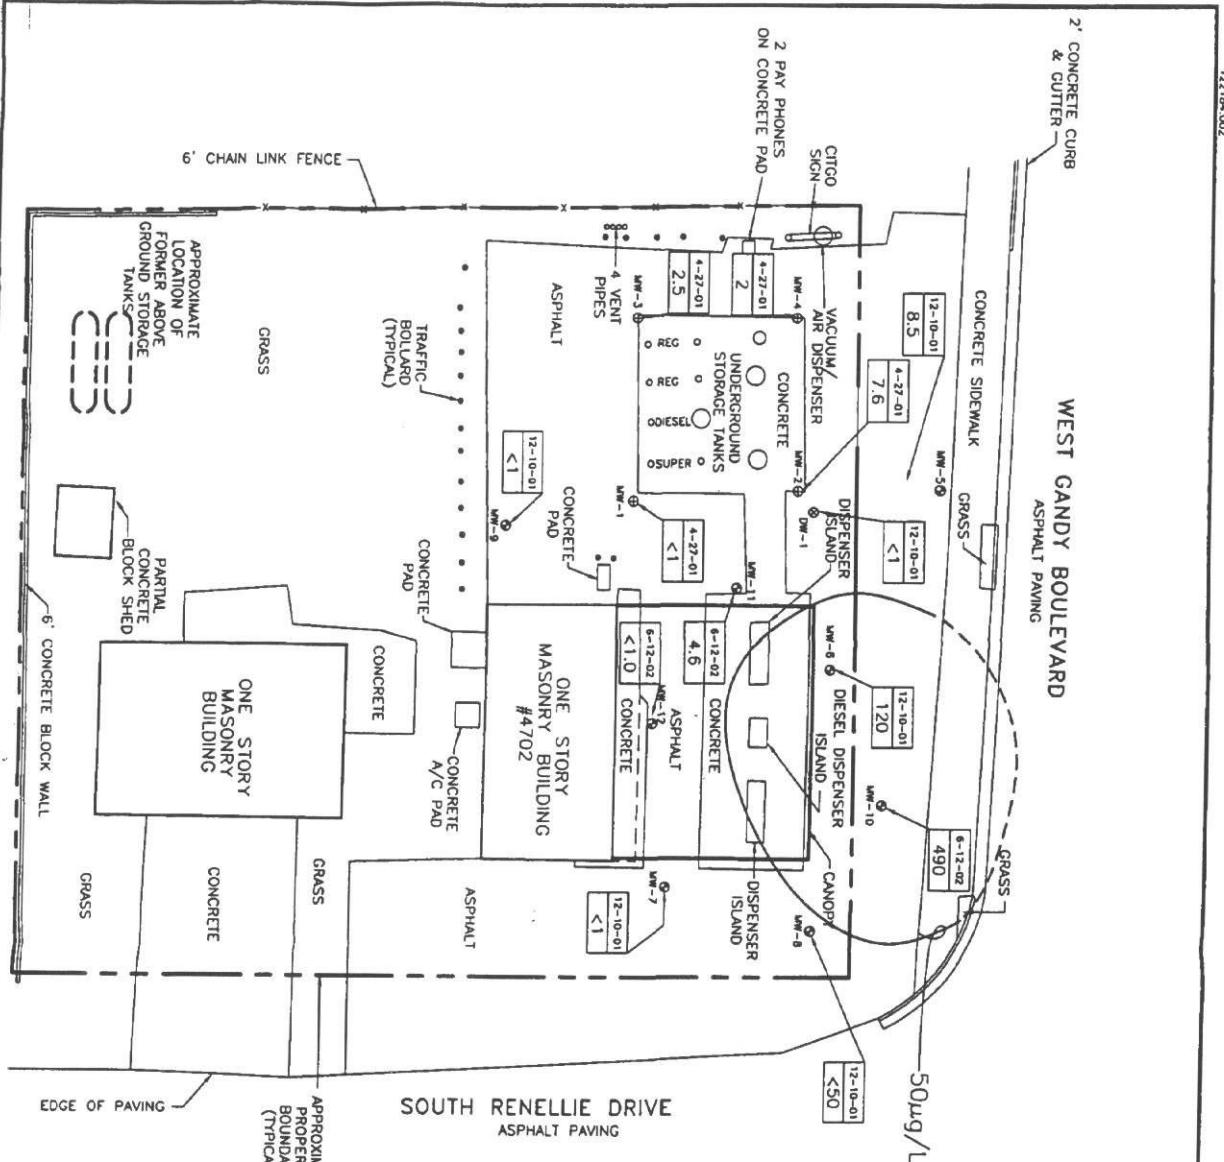 2' CONCRETE CURB
& GUTTER
WEST GANDY BOULEVARD
ASPHALT PAVING
2 PAY PHONES
ON CONCRETE PAD
CITGO
SIGN
6' CHAIN LINK FENCE
CONCRETE SIDEWALK
GRASS
12-10-01
8.5
MW-5
4-27-01
7.6
VACUUM/
AIR DISPENSER
MW-4
4-27-01
2
4-27-01
2.5
MW-3
4 VENT
PIPES
ASPHALT
CONCRETE
UNDERGROUND
STORAGE TANKS
REG
REG
DIESEL
SUPER
MW-2
DW-1
12-10-01
<1
MW-1
4-27-01
<1
12-10-01
<1
MW-9
APPROXIMATE
LOCATION OF
FORMER ABOVE
GROUND STORAGE
TANKS
GRASS
TRAFFIC
BOLLARD
(TYPICAL)
CONCRETE
PAD
CONCRETE
PAD
DISPENSER
ISLAND
MW-11
6-12-02
4.6
6-12-02
<1.0
MW-12
MW-6
12-10-01
120
DIESEL DISPENSER
ISLAND
MW-10
6-12-02
490
GRASS
CONCRETE
ASPHALT
CONCRETE
ONE STORY
MASONRY BUILDING
#4702
CONCRETE
A/C PAD
PARTIAL
CONCRETE
BLOCK SHED
6' CONCRETE BLOCK WALL
CONCRETE
ONE STORY
MASONRY
BUILDING
CANOPY
DISPENSER
ISLAND
MW-8
MW-7
12-10-01
<1
12-10-01
<50
50µg/L
ASPHALT
GRASS
CONCRETE
GRASS
EDGE OF PAVING
SOUTH RENELLIE DRIVE
ASPHALT PAVING